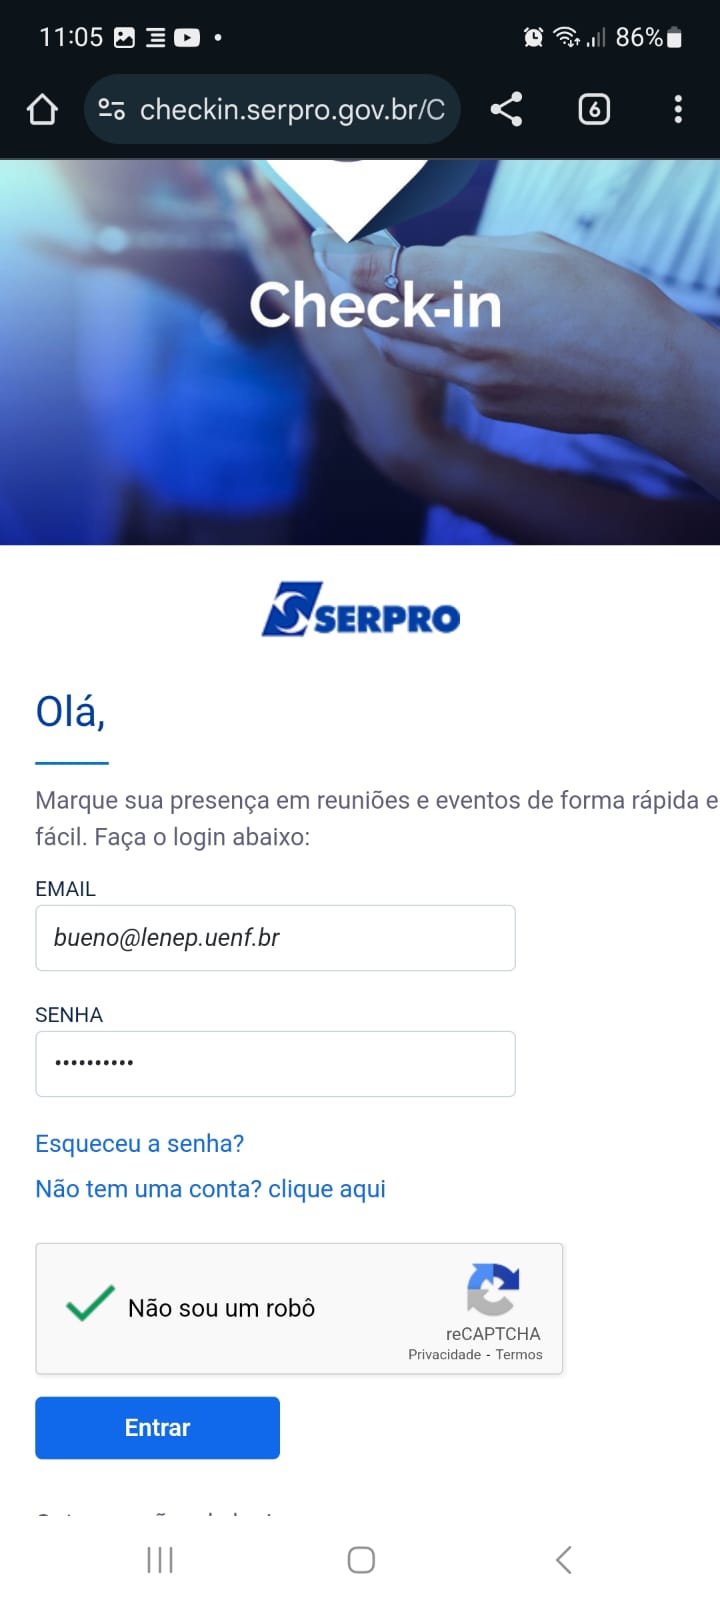 11:05
86%
checkin.serpro.gov.br/C
6
Check-in
SERPRO
Olá,
Marque sua presença em reuniões e eventos de forma rápida e
fácil. Faça o login abaixo:
EMAIL
bueno@lenep.uenf.br
SENHA
••••••••••
Esqueceu a senha?
Não tem uma conta? clique aqui
Não sou um robô
reCAPTCHA
Privacidade - Termos
Entrar